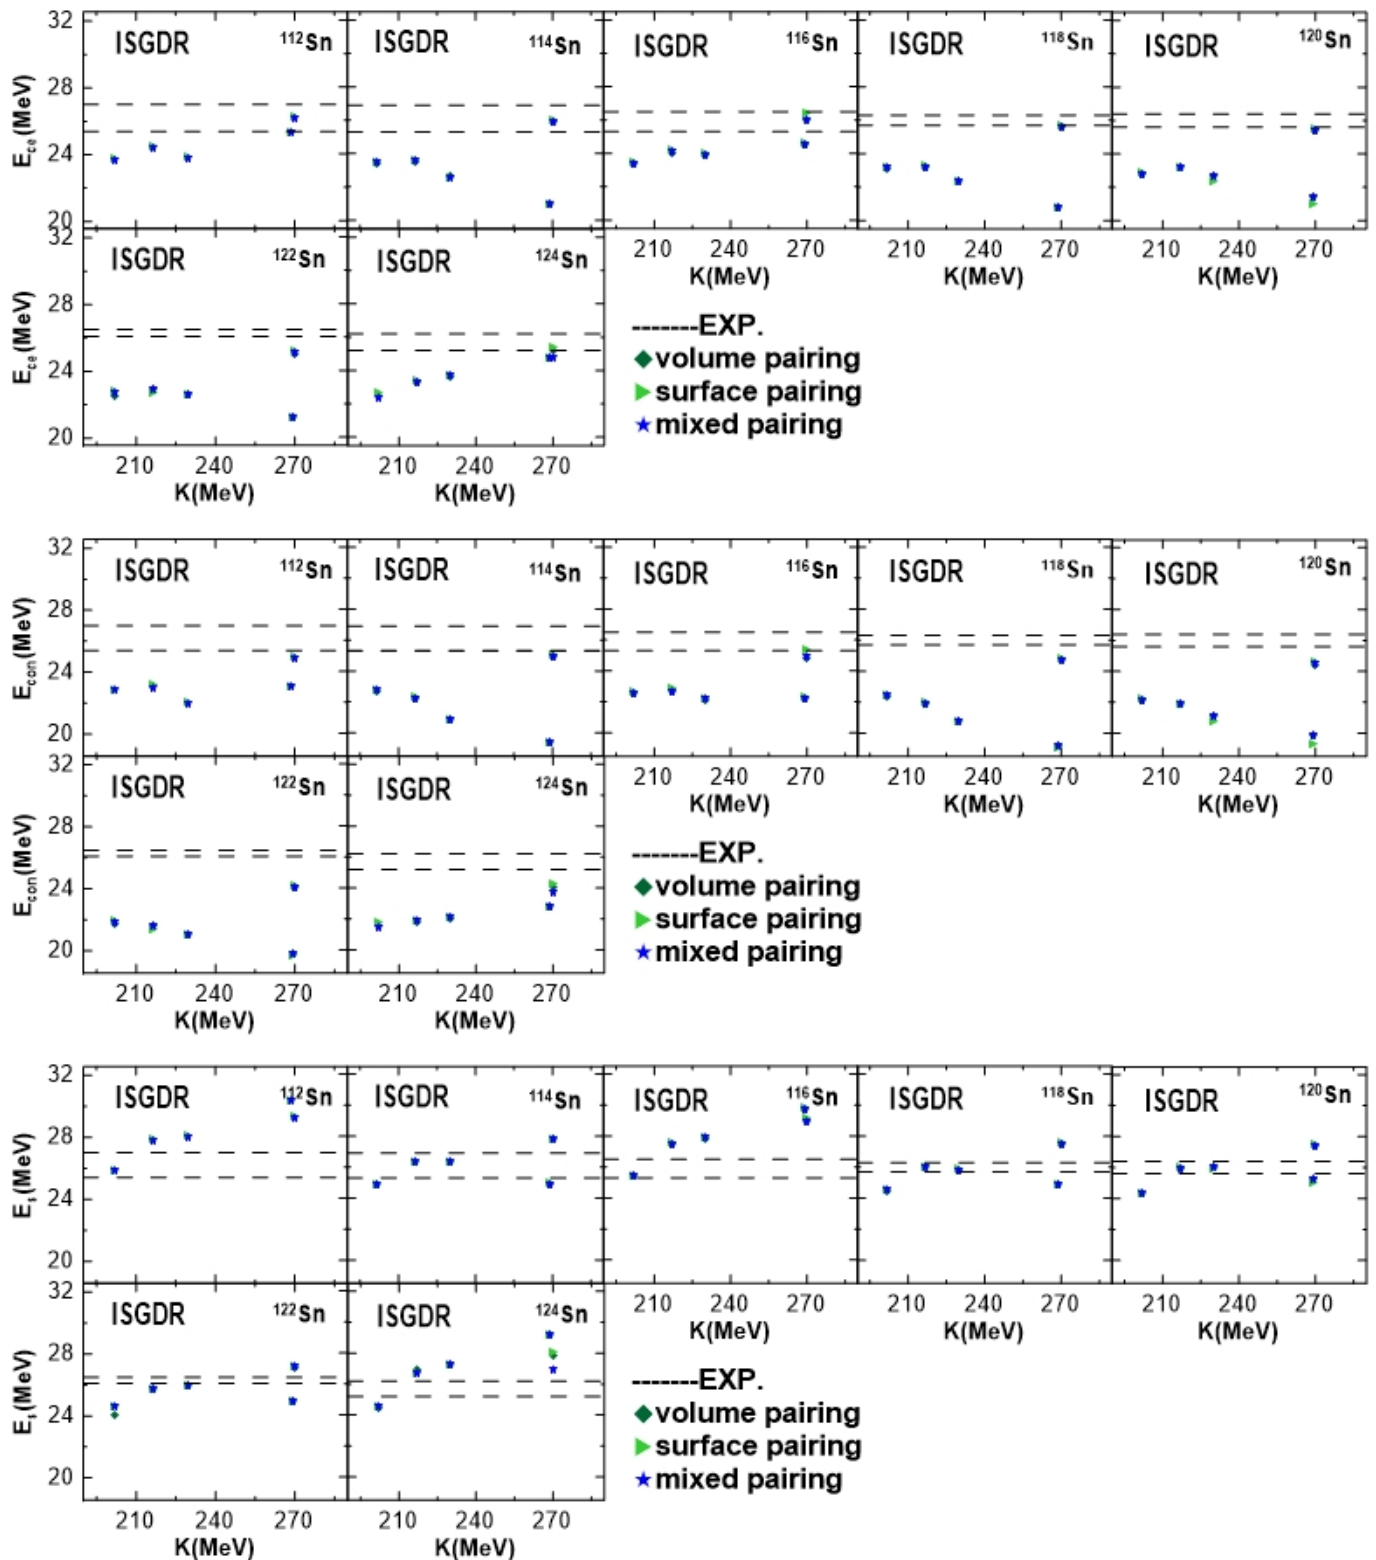 32
28
24
20
E_ce(MeV)
ISGDR ¹¹²Sn
ISGDR ¹¹⁴Sn
ISGDR ¹¹⁶Sn
ISGDR ¹¹⁸Sn
ISGDR ¹²⁰Sn
210 240 270
K(MeV)
210 240 270
K(MeV)
210 240 270
K(MeV)
32
28
24
20
E_ce(MeV)
ISGDR ¹²²Sn
ISGDR ¹²⁴Sn
210 240 270
K(MeV)
210 240 270
K(MeV)
-------EXP.
volume pairing
surface pairing
mixed pairing
32
28
24
20
E_con(MeV)
ISGDR ¹¹²Sn
ISGDR ¹¹⁴Sn
ISGDR ¹¹⁶Sn
ISGDR ¹¹⁸Sn
ISGDR ¹²⁰Sn
210 240 270
K(MeV)
210 240 270
K(MeV)
210 240 270
K(MeV)
32
28
24
20
E_con(MeV)
ISGDR ¹²²Sn
ISGDR ¹²⁴Sn
210 240 270
K(MeV)
210 240 270
K(MeV)
-------EXP.
volume pairing
surface pairing
mixed pairing
32
28
24
20
E_s(MeV)
ISGDR ¹¹²Sn
ISGDR ¹¹⁴Sn
ISGDR ¹¹⁶Sn
ISGDR ¹¹⁸Sn
ISGDR ¹²⁰Sn
210 240 270
K(MeV)
210 240 270
K(MeV)
210 240 270
K(MeV)
32
28
24
20
E_s(MeV)
ISGDR ¹²²Sn
ISGDR ¹²⁴Sn
210 240 270
K(MeV)
210 240 270
K(MeV)
-------EXP.
volume pairing
surface pairing
mixed pairing